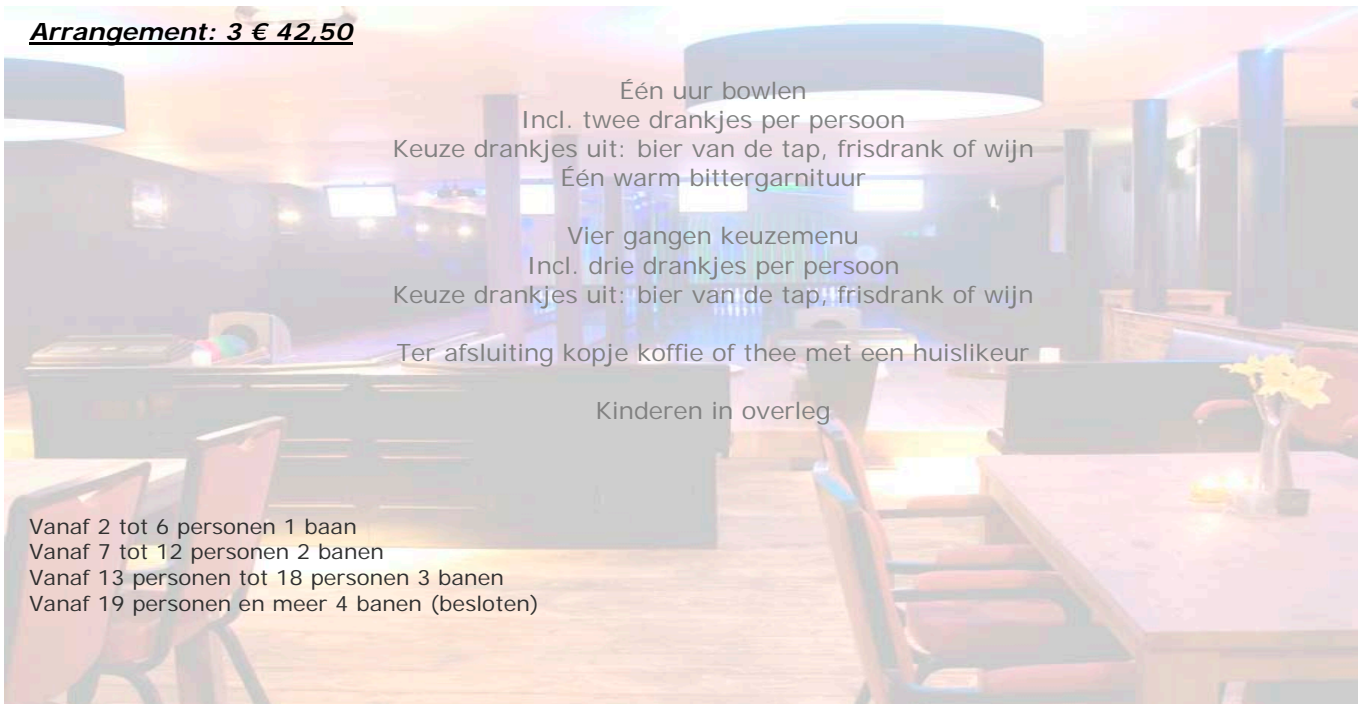 Arrangement: 3 € 42,50
Één uur bowlen
Incl. twee drankjes per persoon
Keuze drankjes uit: bier van de tap, frisdrank of wijn
Één warm bittergarnituur
Vier gangen keuzemenu
Incl. drie drankjes per persoon
Keuze drankjes uit: bier van de tap, frisdrank of wijn
Ter afsluiting kopje koffie of thee met een huislikeur
Kinderen in overleg
Vanaf 2 tot 6 personen 1 baan
Vanaf 7 tot 12 personen 2 banen
Vanaf 13 personen tot 18 personen 3 banen
Vanaf 19 personen en meer 4 banen (besloten)